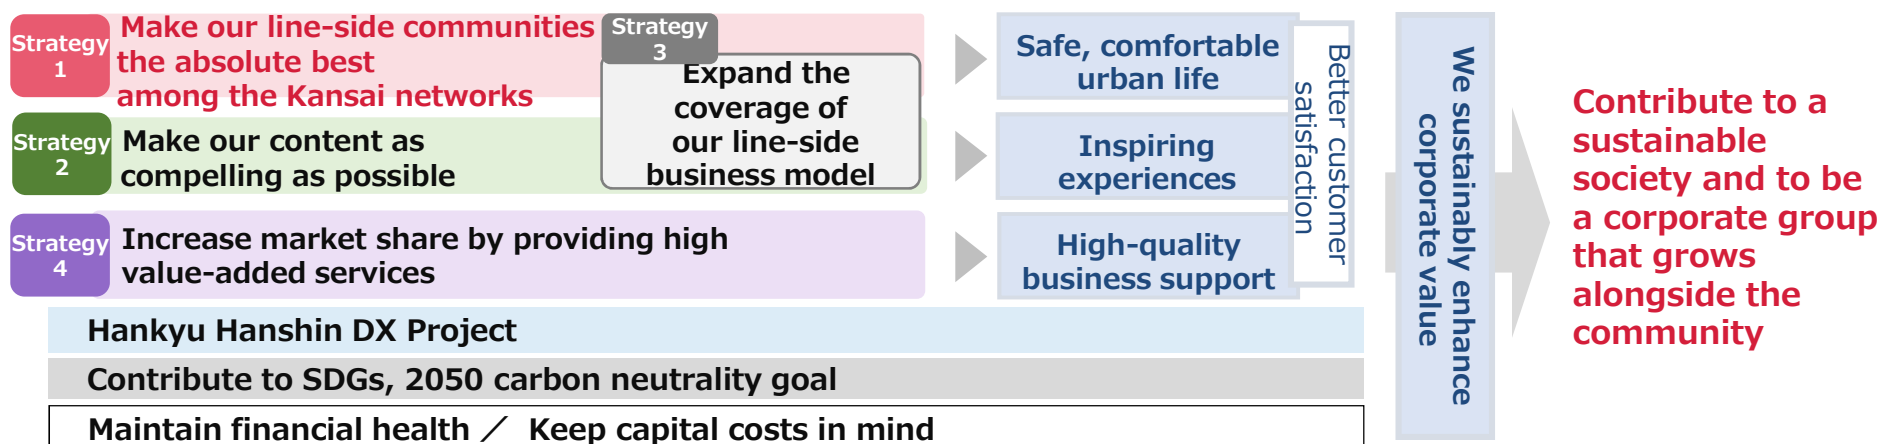 Strategy
1
Make our line-side communities
the absolute best
among the Kansai networks
Strategy
3
Expand the
coverage of
our line-side
business model
Strategy
2
Make our content as
compelling as possible
Strategy
4
Increase market share by providing high
value-added services
Safe, comfortable
urban life
Inspiring
experiences
High-quality
business support
Better customer
satisfaction
We sustainably enhance
corporate value
Contribute to a
sustainable
society and to be
a corporate group
that grows
alongside the
community
Hankyu Hanshin DX Project
Contribute to SDGs, 2050 carbon neutrality goal
Maintain financial health ／ Keep capital costs in mind